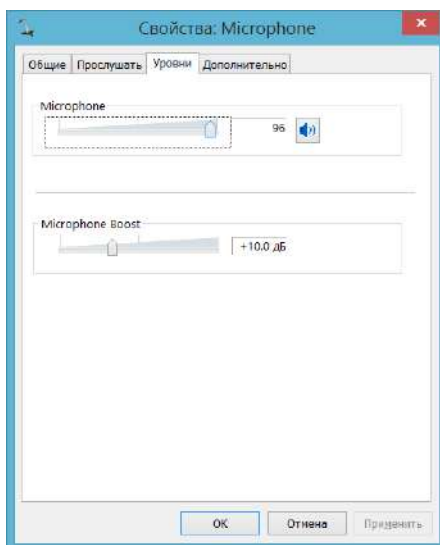 Свойства: Microphone
Общие Прослушать Уровни Дополнительно
Microphone
96
Microphone Boost
+10.0 дБ
ОК Отмена Применить